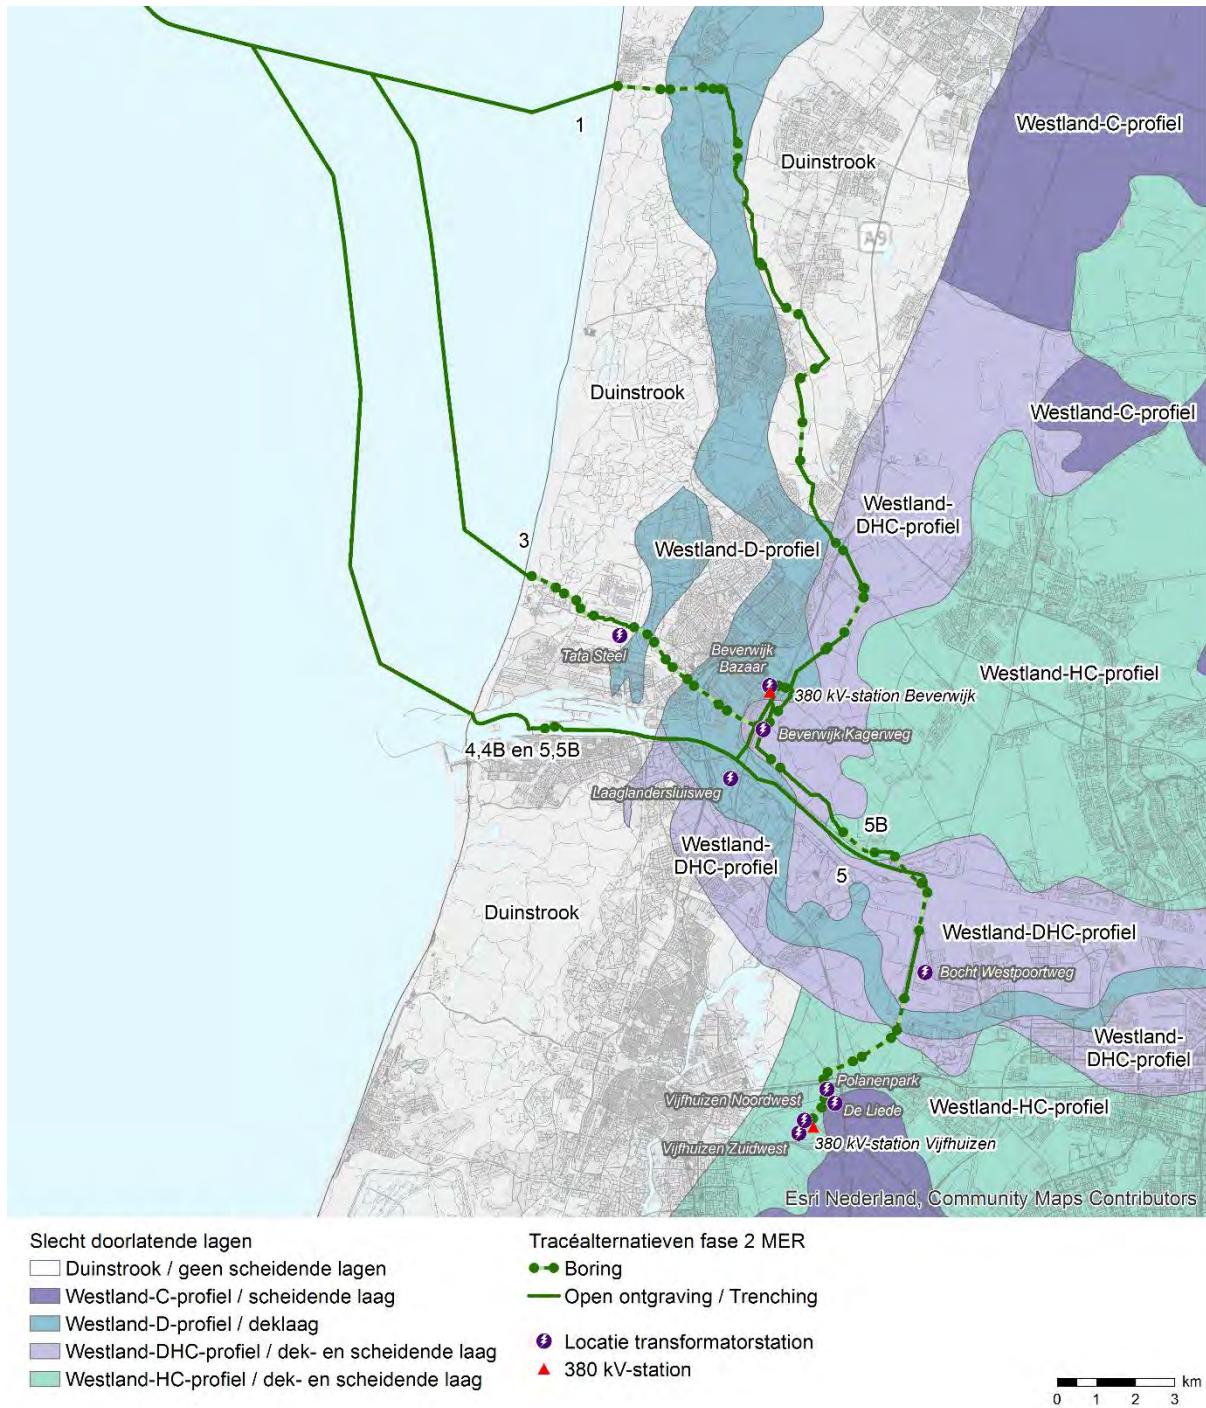 Westland-C-profiel
1
Duinstrook
A9
Duinstrook
Westland-C-profiel
Westland-
DHC-profiel
3
Westland-D-profiel
Tata Steel
Beverwijk
Bazaar
Westland-HC-profiel
380 kV-station Beverwijk
Beverwijk Kagerweg
4,4B en 5,5B
Laaglandersluisweg
5B
Westland-
DHC-profiel
5
Duinstrook
Westland-DHC-profiel
Bocht Westpoortweg
Westland-
DHC-profiel
Polanenpark
Vijfhuizen Noordwest
De Liede
Westland-HC-profiel
380 kV-station Vijfhuizen
Vijfhuizen Zuidwest
Esri Nederland, Community Maps Contributors
Slecht doorlatende lagen
Duinstrook / geen scheidende lagen
Westland-C-profiel / scheidende laag
Westland-D-profiel / deklaag
Westland-DHC-profiel / dek- en scheidende laag
Westland-HC-profiel / dek- en scheidende laag
Tracéalternatieven fase 2 MER
Boring
Open ontgraving / Trenching
Locatie transformatorstation
380 kV-station
km
0 1 2 3